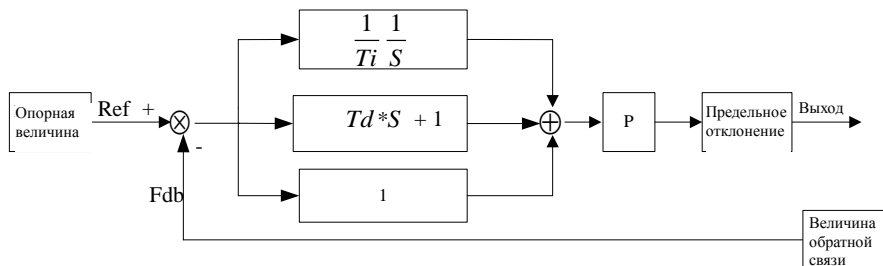 1 1
Ti S
Опорная
величина
Ref +
-
Fdb
Td*S + 1
1
P
Предельное
отклонение
Выход
Величина
обратной
связи